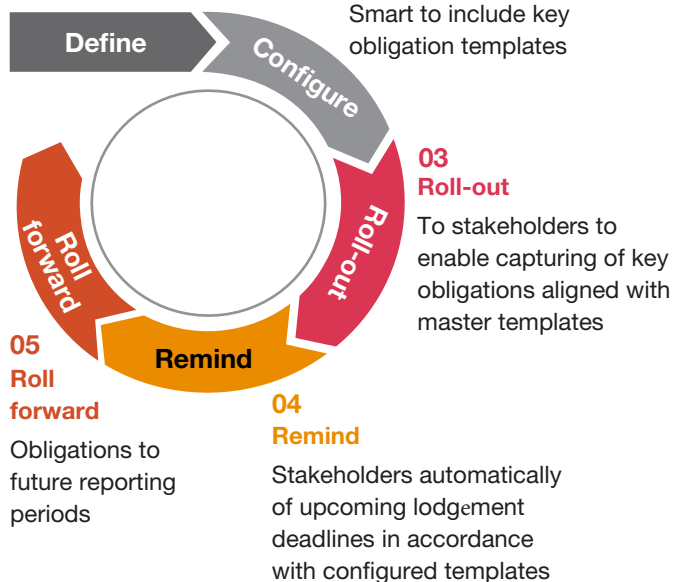 Define
Configure
Smart to include key
obligation templates
Roll-out
03
Roll-out
To stakeholders to
enable capturing of key
obligations aligned with
master templates
Remind
04
Remind
Stakeholders automatically
of upcoming lodgement
deadlines in accordance
with configured templates
Roll
forward
05
Roll
forward
Obligations to
future reporting
periods